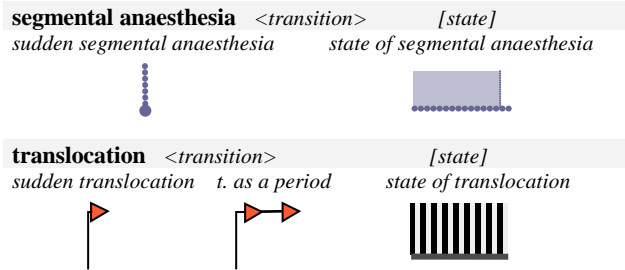 segmental anaesthesia <transition> [state]
sudden segmental anaesthesia state of segmental anaesthesia
translocation <transition> [state]
sudden translocation t. as a period state of translocation